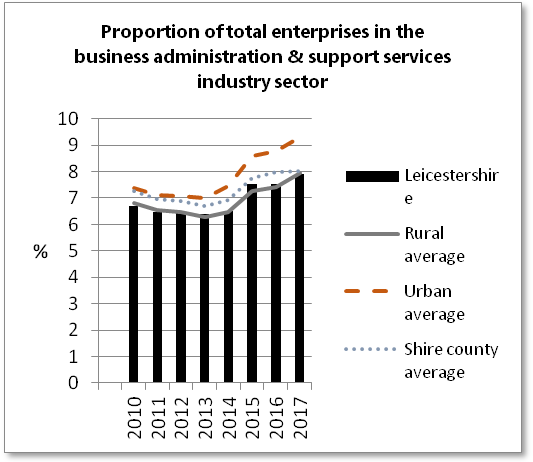 Proportion of total enterprises in the
business administration & support services
industry sector
10
9
8
7
6
5
4
3
2
1
0
%
2010
2011
2012
2013
2014
2015
2016
2017
Leicestershir
e
Rural
average
Urban
average
Shire county
average